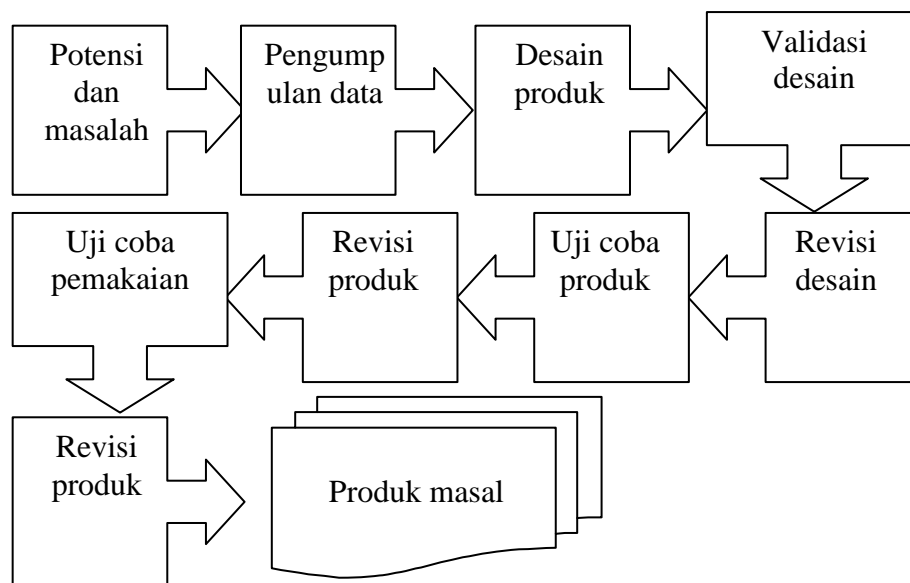 Potensi
dan
masalah
Pengump
ulan data
Desain
produk
Validasi
desain
Revisi
desain
Uji coba
produk
Revisi
produk
Uji coba
pemakaian
Revisi
produk
Produk masal